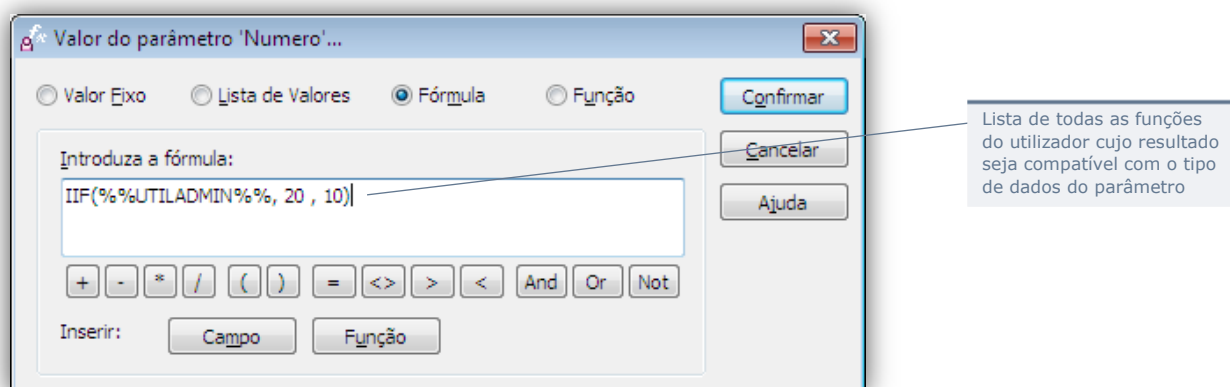 Valor do parâmetro 'Numero'...
Valor Fixo Lista de Valores Fórmula Função Confirmar
Cancelar
Ajuda
Introduza a fórmula:
IIF(%%UTILADMIN%%, 20 , 10)
+ - * / ( ) = <> > < And Or Not
Inserir: Campo Função
Lista de todas as funções
do utilizador cujo resultado
seja compatível com o tipo
de dados do parâmetro